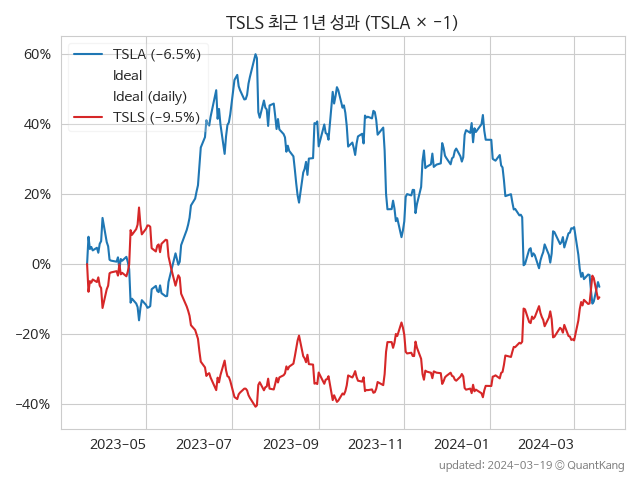 TSLS 최근 1년 성과 (TSLA × −1)
60%
40%
20%
0%
−20%
−40%
TSLA (−6.5%)
Ideal
Ideal (daily)
TSLS (−9.5%)
2023-05 2023-07 2023-09 2023-11 2024-01 2024-03
updated: 2024-03-19 © QuantKang